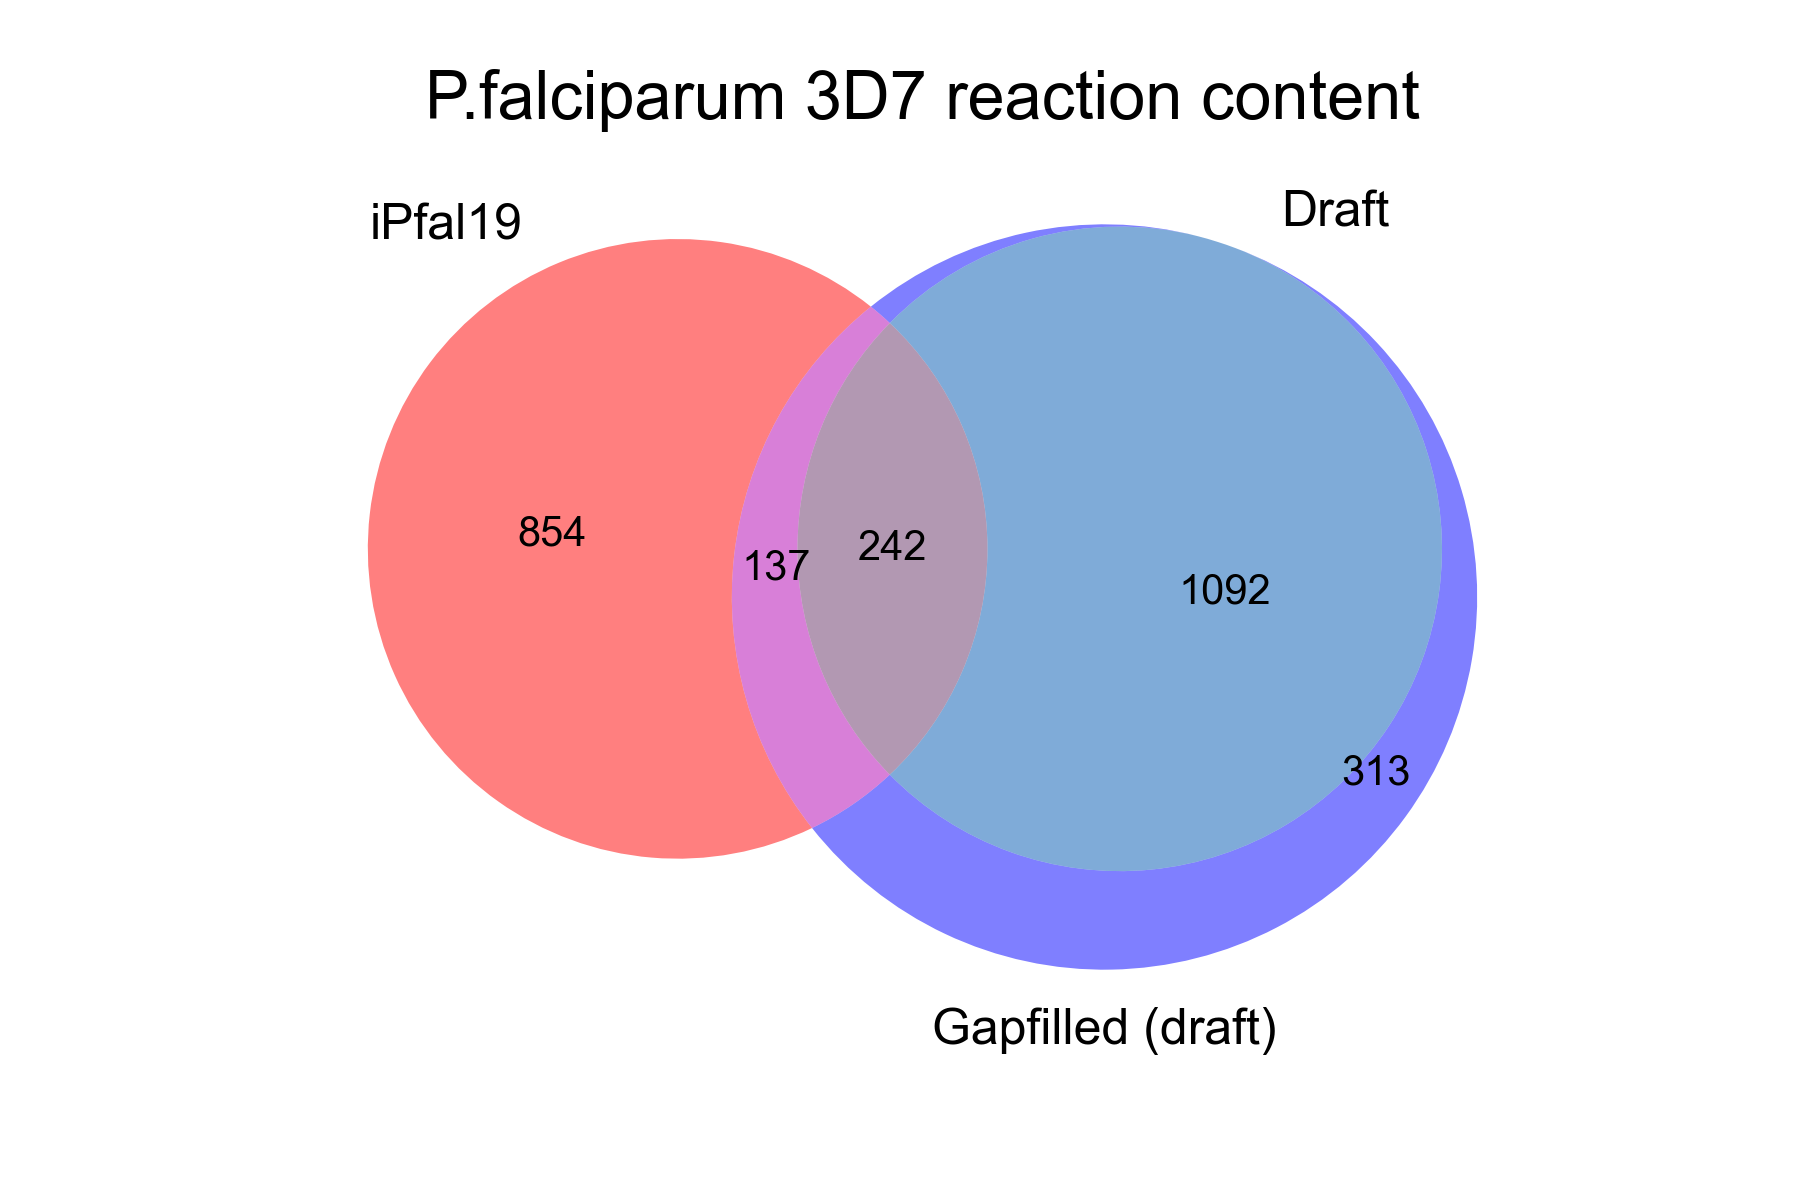 P.falciparum 3D7 reaction content
iPfal19
Draft
854
137
242
1092
313
Gapfilled (draft)